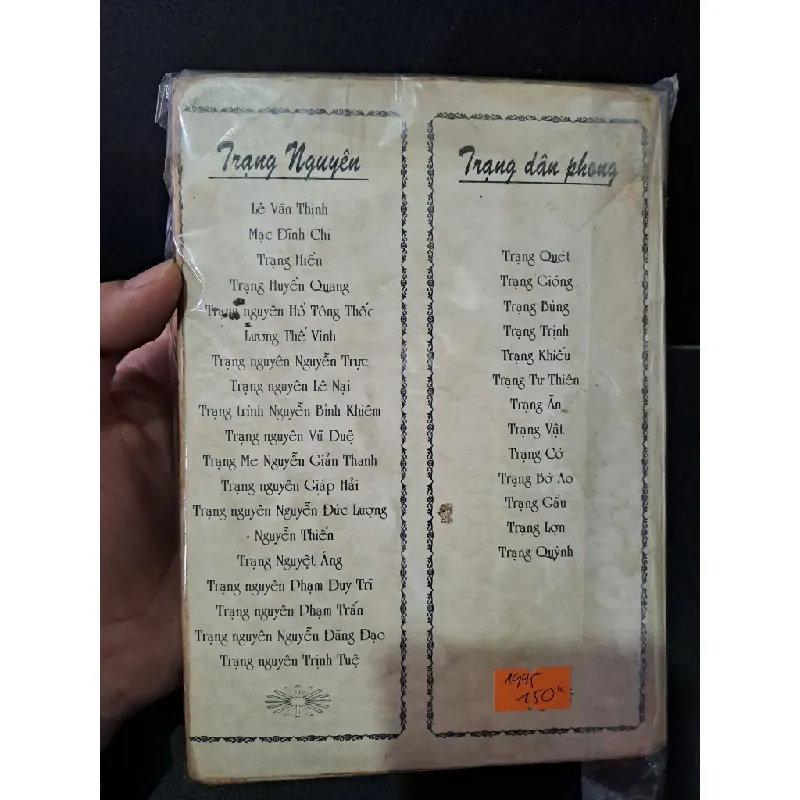 Trạng Nguyên
Lê Văn Thịnh
Mạc Đĩnh Chi
Trạng Hiền
Trạng Huyền Quang
Trạng nguyên Hồ Tông Thốc
Lương Thế Vinh
Trạng nguyên Nguyễn Trực
Trạng nguyên Lê Nại
Trạng trình Nguyễn Bỉnh Khiêm
Trạng nguyên Vũ Duệ
Trạng Me Nguyễn Giản Thanh
Trạng nguyên Giáp Hải
Trạng nguyên Nguyễn Đức Lượng
Nguyễn Thiến
Trạng Nguyệt Áng
Trạng nguyên Phạm Duy Trĩ
Trạng nguyên Phạm Trấn
Trạng nguyên Nguyễn Đăng Đạo
Trạng nguyên Trịnh Tuệ
Trạng dân phong
Trạng Quét
Trạng Gióng
Trạng Bùng
Trạng Trịnh
Trạng Khiếu
Trạng Tư Thiên
Trạng Ăn
Trạng Vật
Trạng Cờ
Trạng Bở Ao
Trạng Gầu
Trạng Lợn
Trạng Quỳnh
1995
150k